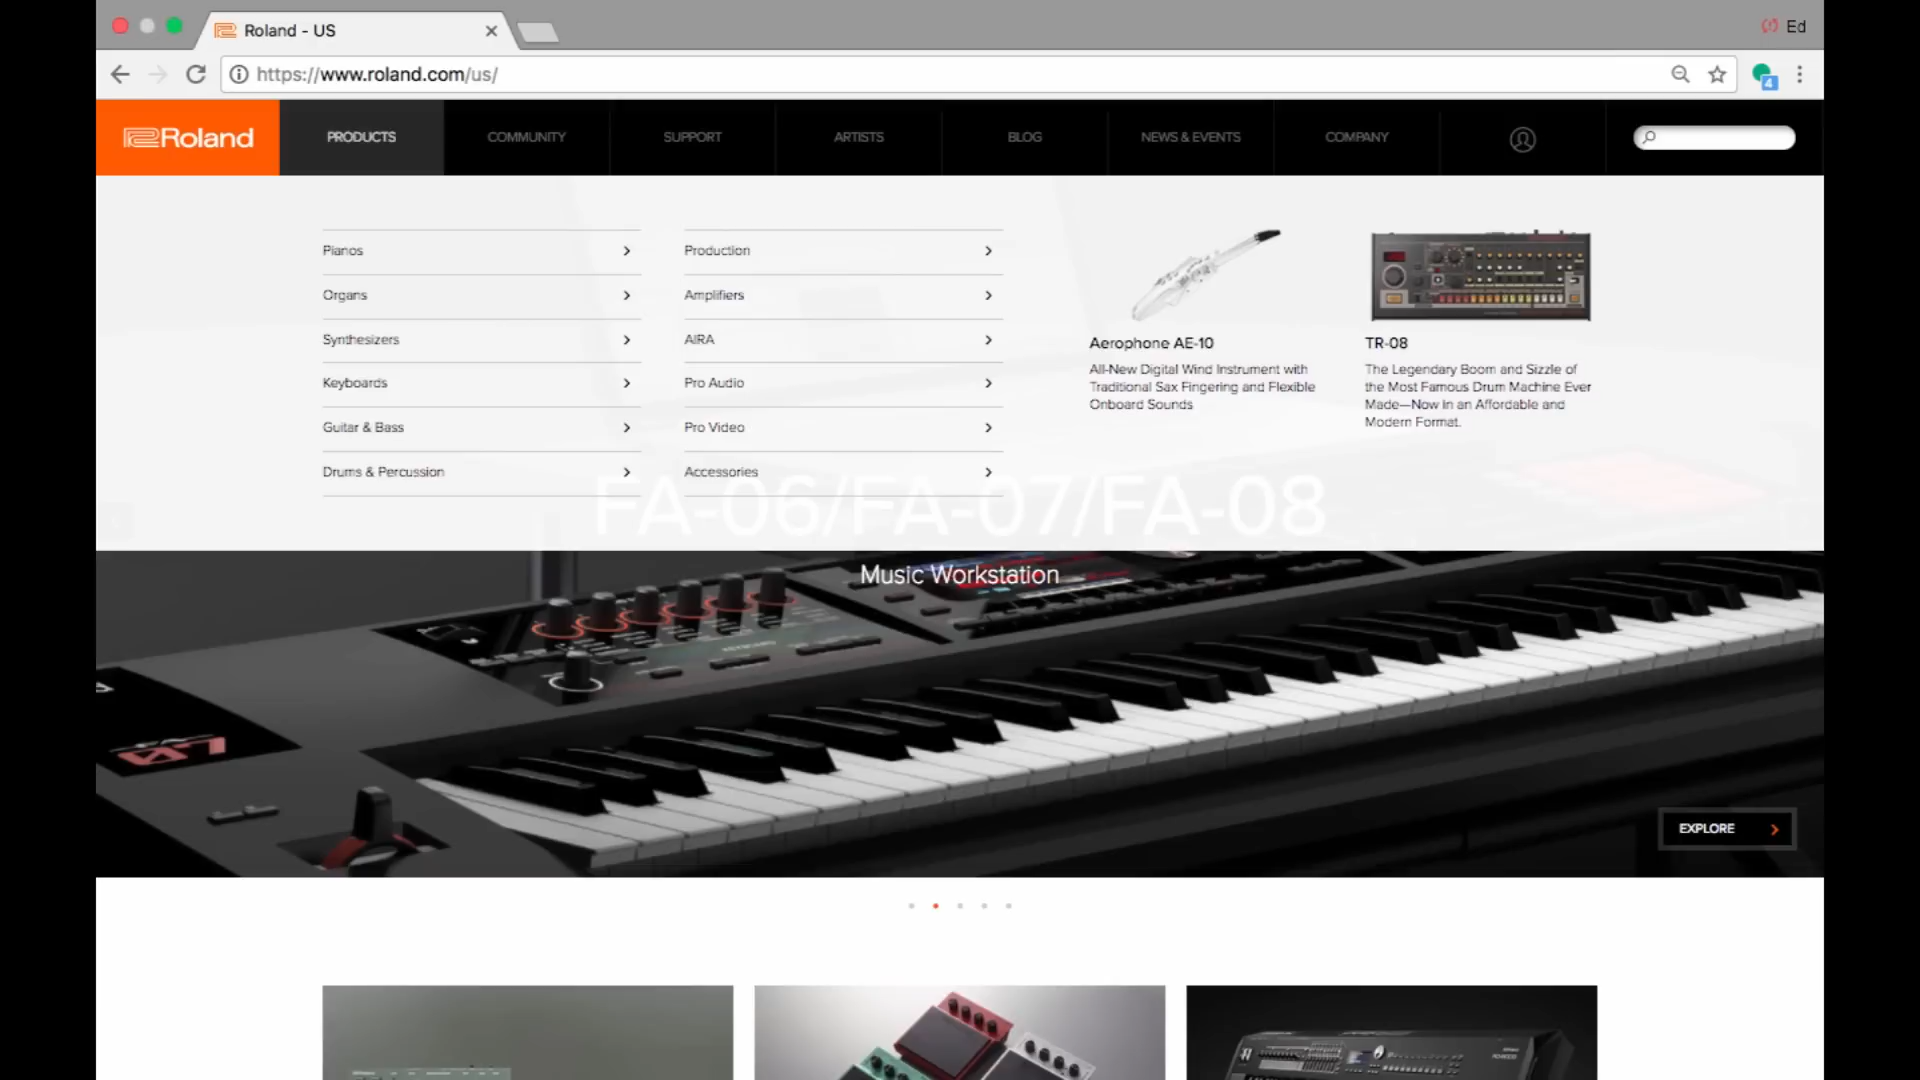 Roland - US
Ed
https://www.roland.com/us/
4
Roland
PRODUCTS
COMMUNITY
SUPPORT
ARTISTS
BLOG
NEWS & EVENTS
COMPANY
Pianos
Organs
Synthesizers
Keyboards
Guitar & Bass
Drums & Percussion
Production
Amplifiers
AIRA
Pro Audio
Pro Video
Accessories
Aerophone AE-10
All-New Digital Wind Instrument with
Traditional Sax Fingering and Flexible
Onboard Sounds
TR-08
The Legendary Boom and Sizzle of
the Most Famous Drum Machine Ever
Made—Now in an Affordable and
Modern Format.
FA-06/FA-07/FA-08
Music Workstation
EXPLORE